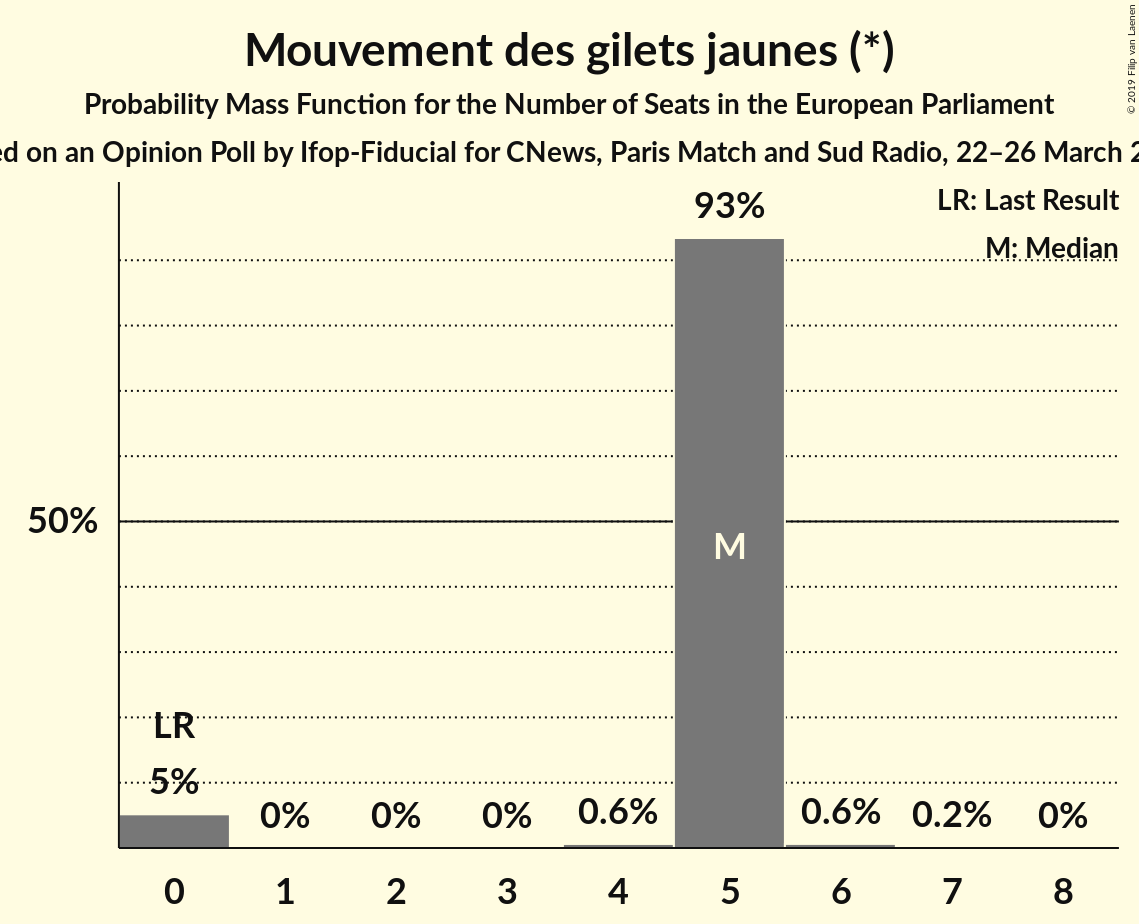 Mouvement des gilets jaunes (*)
Probability Mass Function for the Number of Seats in the European Parliament
on an Opinion Poll by Ifop-Fiducial for CNews, Paris Match and Sud Radio, 22–26 March
© 2019 Filip van Laenen
LR: Last Result
M: Median
93%
50%
M
LR
5%
0%
0%
0%
0.6%
0.6%
0.2%
0%
0 1 2 3 4 5 6 7 8